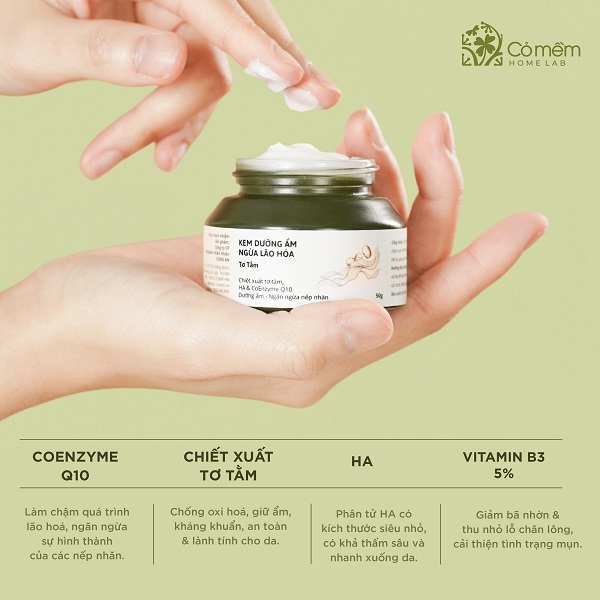 Cỏ mềm
HOME LAB
KEM DƯỠNG ẨM
NGỪA LÃO HÓA
Tơ Tằm
Chiết xuất tơ tằm,
HA & CoEnzyme Q10
Dưỡng ẩm - Ngăn ngừa nếp nhăn
50g
COENZYME
Q10
Làm chậm quá trình
lão hoá, ngăn ngừa
sự hình thành
của các nếp nhăn.
CHIẾT XUẤT
TƠ TẰM
Chống oxi hoá, giữ ẩm,
kháng khuẩn, an toàn
& lành tính cho da.
HA
Phân tử HA có
kích thước siêu nhỏ,
có khả thấm sâu và
nhanh xuống da.
VITAMIN B3
5%
Giảm bã nhờn &
thu nhỏ lỗ chân lông,
cải thiện tình trạng mụn.